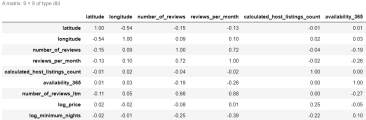 A matrix: 9 × 9 of type dbl
latitude longitude number_of_reviews reviews_per_month calculated_host_listings_count availability_365
latitude 1.00 -0.54 -0.15 -0.13 -0.01 0.01
longitude -0.54 1.00 0.09 0.10 0.02 0.03
number_of_reviews -0.15 0.09 1.00 0.72 -0.04 -0.19
reviews_per_month -0.13 0.10 0.72 1.00 -0.02 -0.26
calculated_host_listings_count -0.01 0.02 -0.04 -0.02 1.00 0.00
availability_365 0.01 0.03 -0.19 -0.26 0.00 1.00
number_of_reviews_ltm -0.11 0.05 0.66 0.88 0.00 -0.27
log_price 0.02 -0.02 -0.08 0.01 0.25 -0.05
log_minimum_nights -0.02 -0.01 -0.25 -0.39 -0.22 0.10